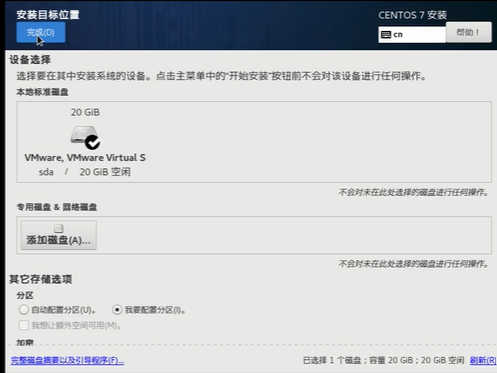 安装目标位置
CENTOS 7 安装
完成(D)
cn
帮助！
设备选择
选择要在其中安装系统的设备。点击主菜单中的"开始安装"按钮前不会对该设备进行任何操作。
本地标准磁盘
20 GiB
VMware, VMware Virtual S
sda / 20 GiB 空闲
不会对未在此处选择的磁盘进行任何操作。
专用磁盘 & 网络磁盘
添加磁盘(A)...
不会对未在此处选择的磁盘进行任何操作。
其它存储选项
分区
自动配置分区(U)。 我要配置分区(I)。
我想让额外空间可用(M)。
加密
完整磁盘摘要以及引导程序(F)...
已选择 1 个磁盘；容量 20 GiB；20 GiB 空闲 刷新(R)